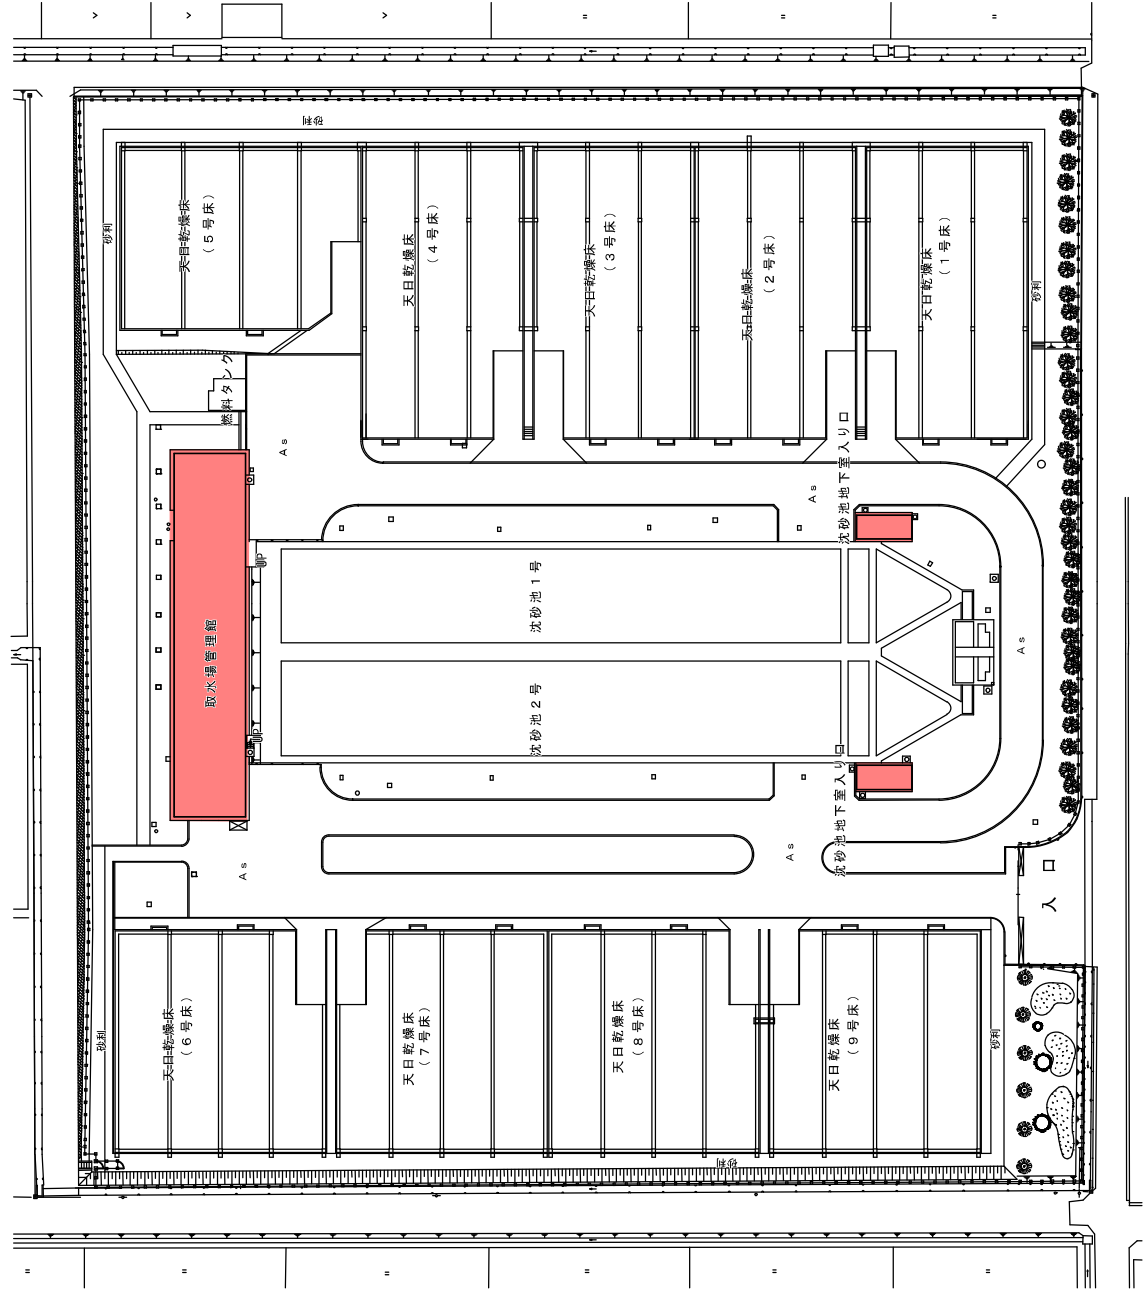 砂利
天日乾燥床
（５号床）
天日乾燥床
（４号床）
天日乾燥床
（３号床）
天日乾燥床
（２号床）
天日乾燥床
（１号床）
砂利
砂利
燃料タンク
Ａｓ
Ａｓ
沈砂池地下室入り口
UP
沈砂池１号
取水場管理館
Ａｓ
沈砂池２号
UP
沈砂池地下室入り口
Ａｓ
Ａｓ
入口
天日乾燥床
（６号床）
天日乾燥床
（７号床）
天日乾燥床
（８号床）
天日乾燥床
（９号床）
砂利
砂利
砂利